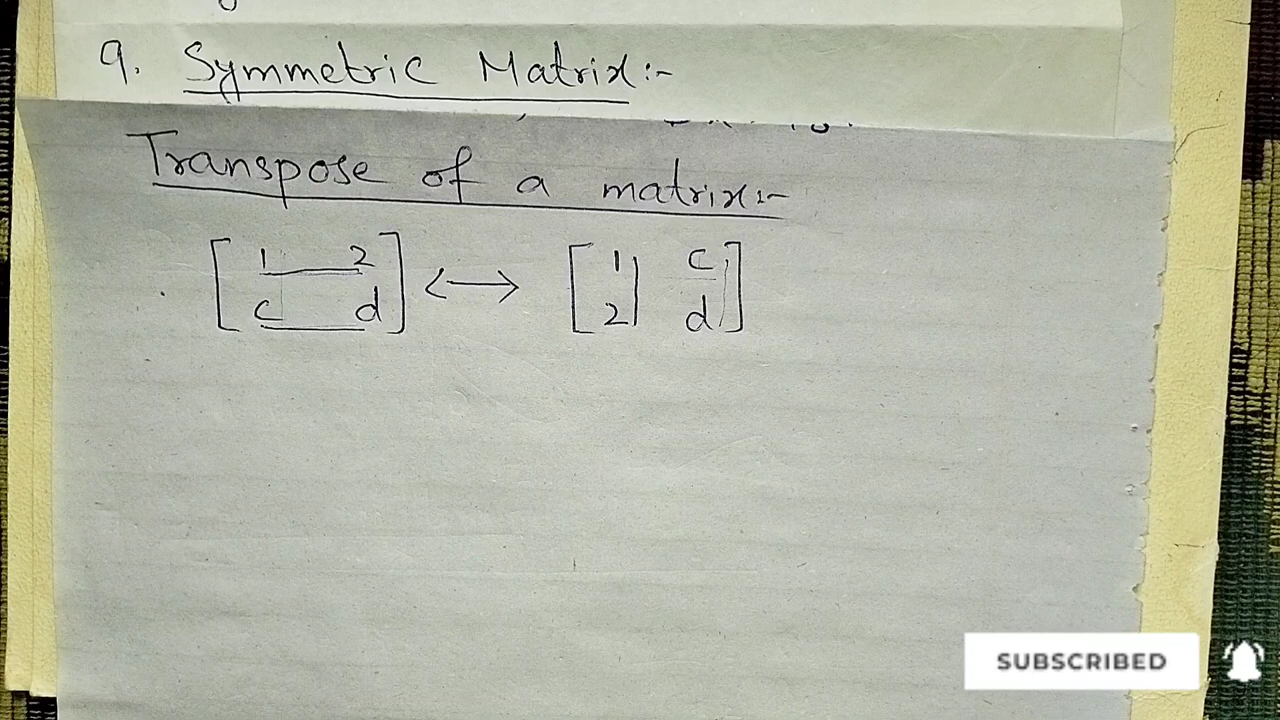 9. Symmetric Matrix:-
Transpose of a matrix:-
[ 1 2 ] ↔ [ 1 c ]
[ c d ] [ 2 d ]
SUBSCRIBED